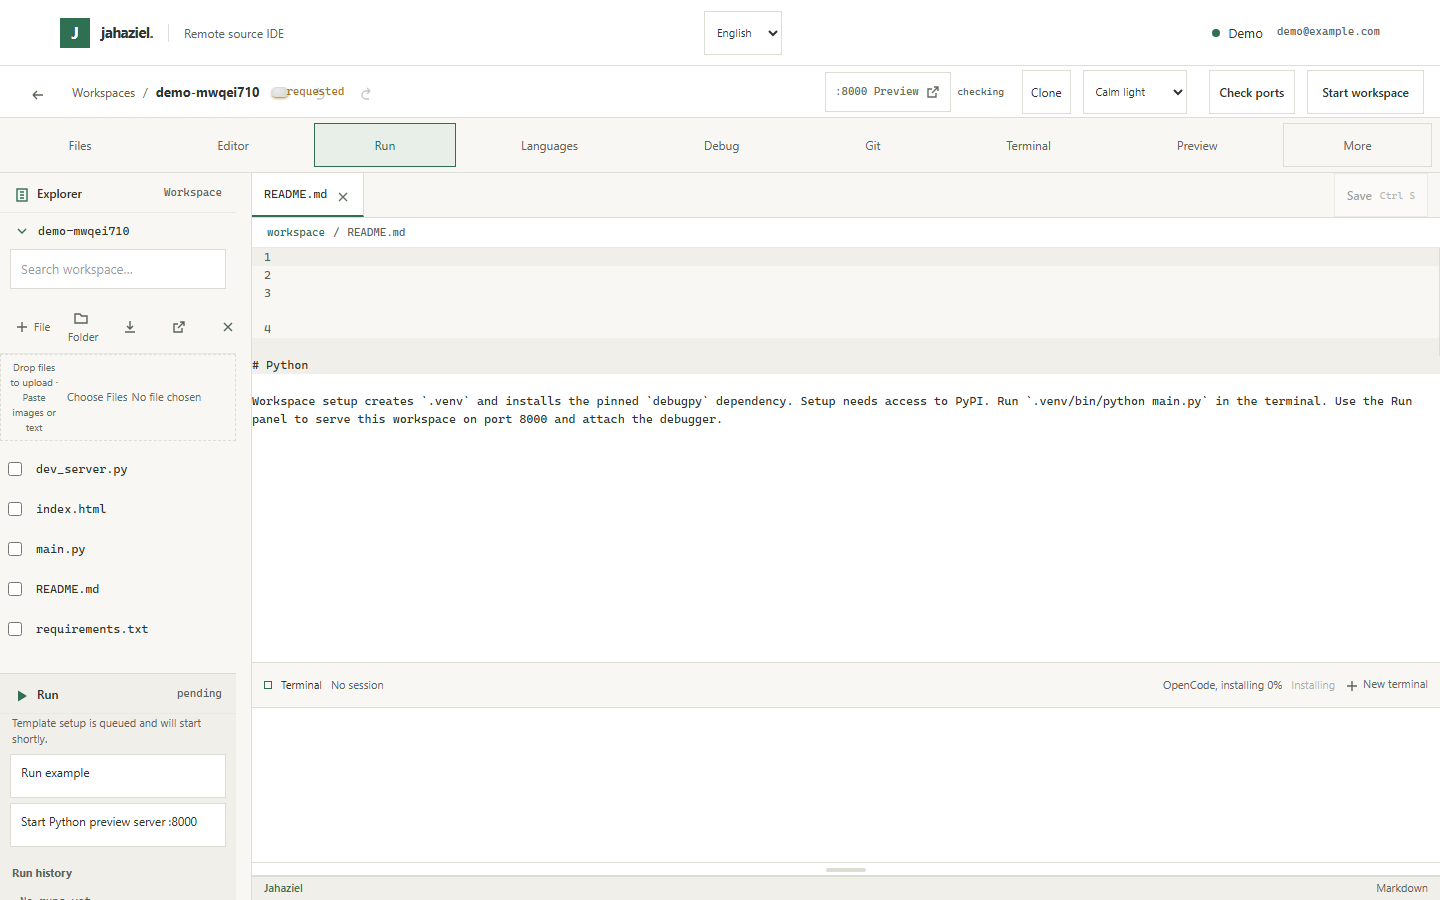 J jahaziel. Remote source IDE English Demo demo@example.com
Workspaces / demo-mwqei710 requested :8000 Preview checking Clone Calm light Check ports Start workspace
Files Editor Run Languages Debug Git Terminal Preview More
Explorer Workspace
demo-mwqei710
Search workspace...
File
Folder
Drop files
to upload ·
Paste
images or
text
Choose Files No file chosen
dev_server.py
index.html
main.py
README.md
requirements.txt
Run pending
Template setup is queued and will start
shortly.
Run example
Start Python preview server :8000
Run history
README.md Save Ctrl S
workspace / README.md
1
2
3
4
# Python
Workspace setup creates `.venv` and installs the pinned `debugpy` dependency. Setup needs access to PyPI. Run `.venv/bin/python main.py` in the terminal. Use the Run
panel to serve this workspace on port 8000 and attach the debugger.
Terminal No session OpenCode, installing 0% Installing New terminal
Jahaziel Markdown